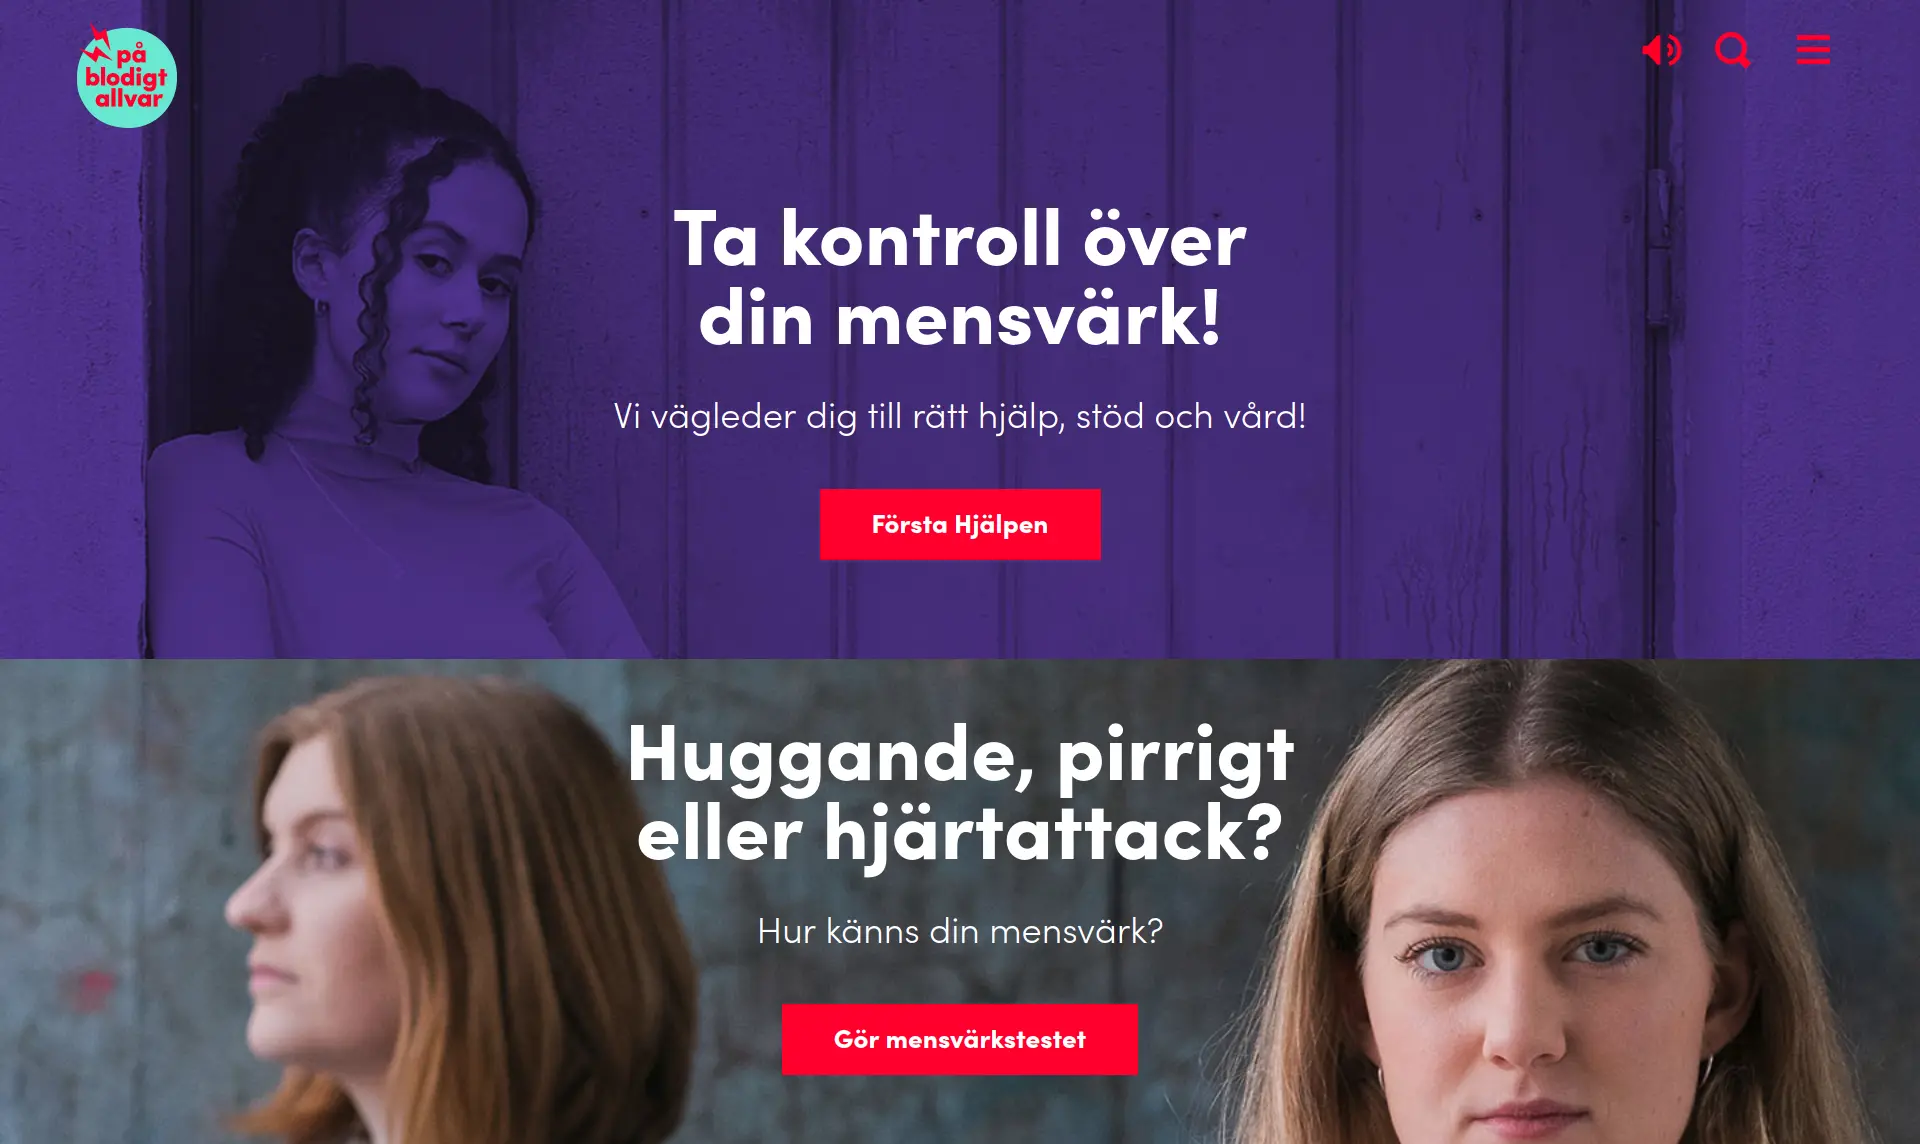 på
blodigt
allvar
Ta kontroll över
din mensvärk!
Vi vägleder dig till rätt hjälp, stöd och vård!
Första Hjälpen
Huggande, pirrigt
eller hjärtattack?
Hur känns din mensvärk?
Gör mensvärkstestet